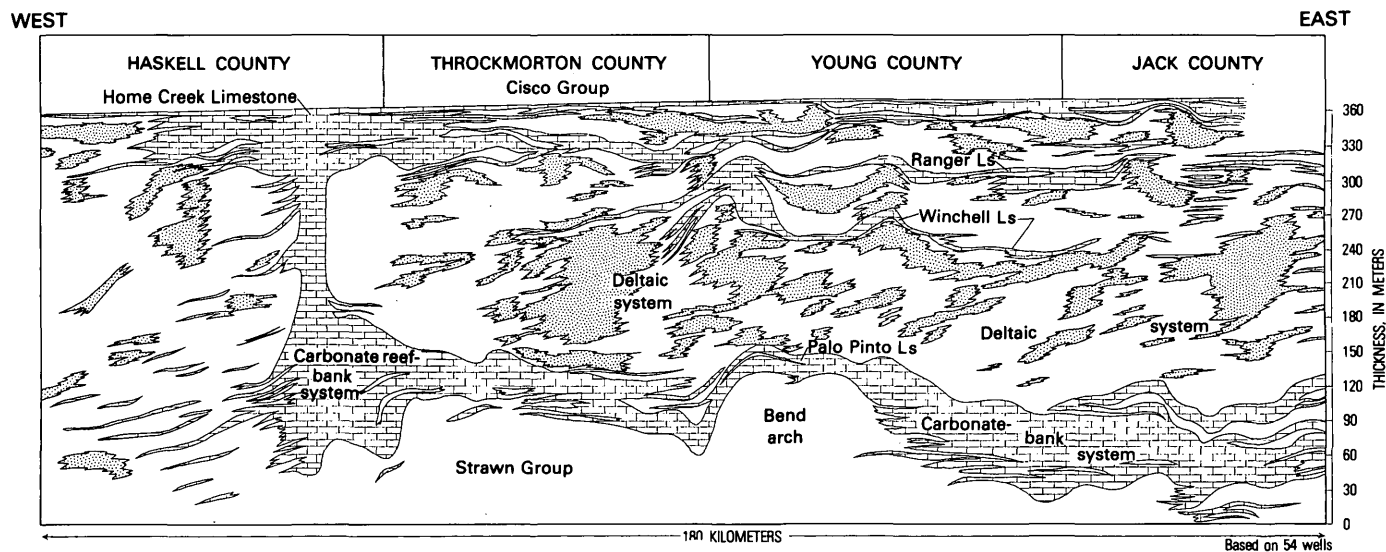 WEST
EAST
HASKELL COUNTY
THROCKMORTON COUNTY
YOUNG COUNTY
JACK COUNTY
Cisco Group
Home Creek Limestone
360
330
300
270
240
210
180
150
120
90
60
30
0
THICKNESS, IN METERS
Ranger Ls
Winchell Ls
Deltaic
system
Deltaic
system
Palo Pinto Ls
Carbonate reef-
bank
system
Bend
arch
Carbonate-
bank
system
Strawn Group
180 KILOMETERS
Based on 54 wells